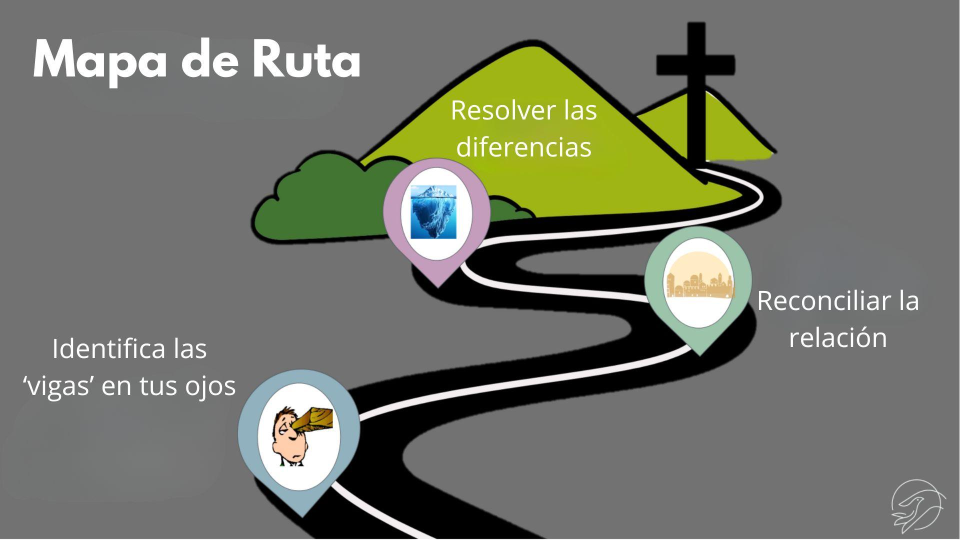 Mapa de Ruta
Resolver las
diferencias
Reconciliar la
relación
Identifica las
‘vigas’ en tus ojos